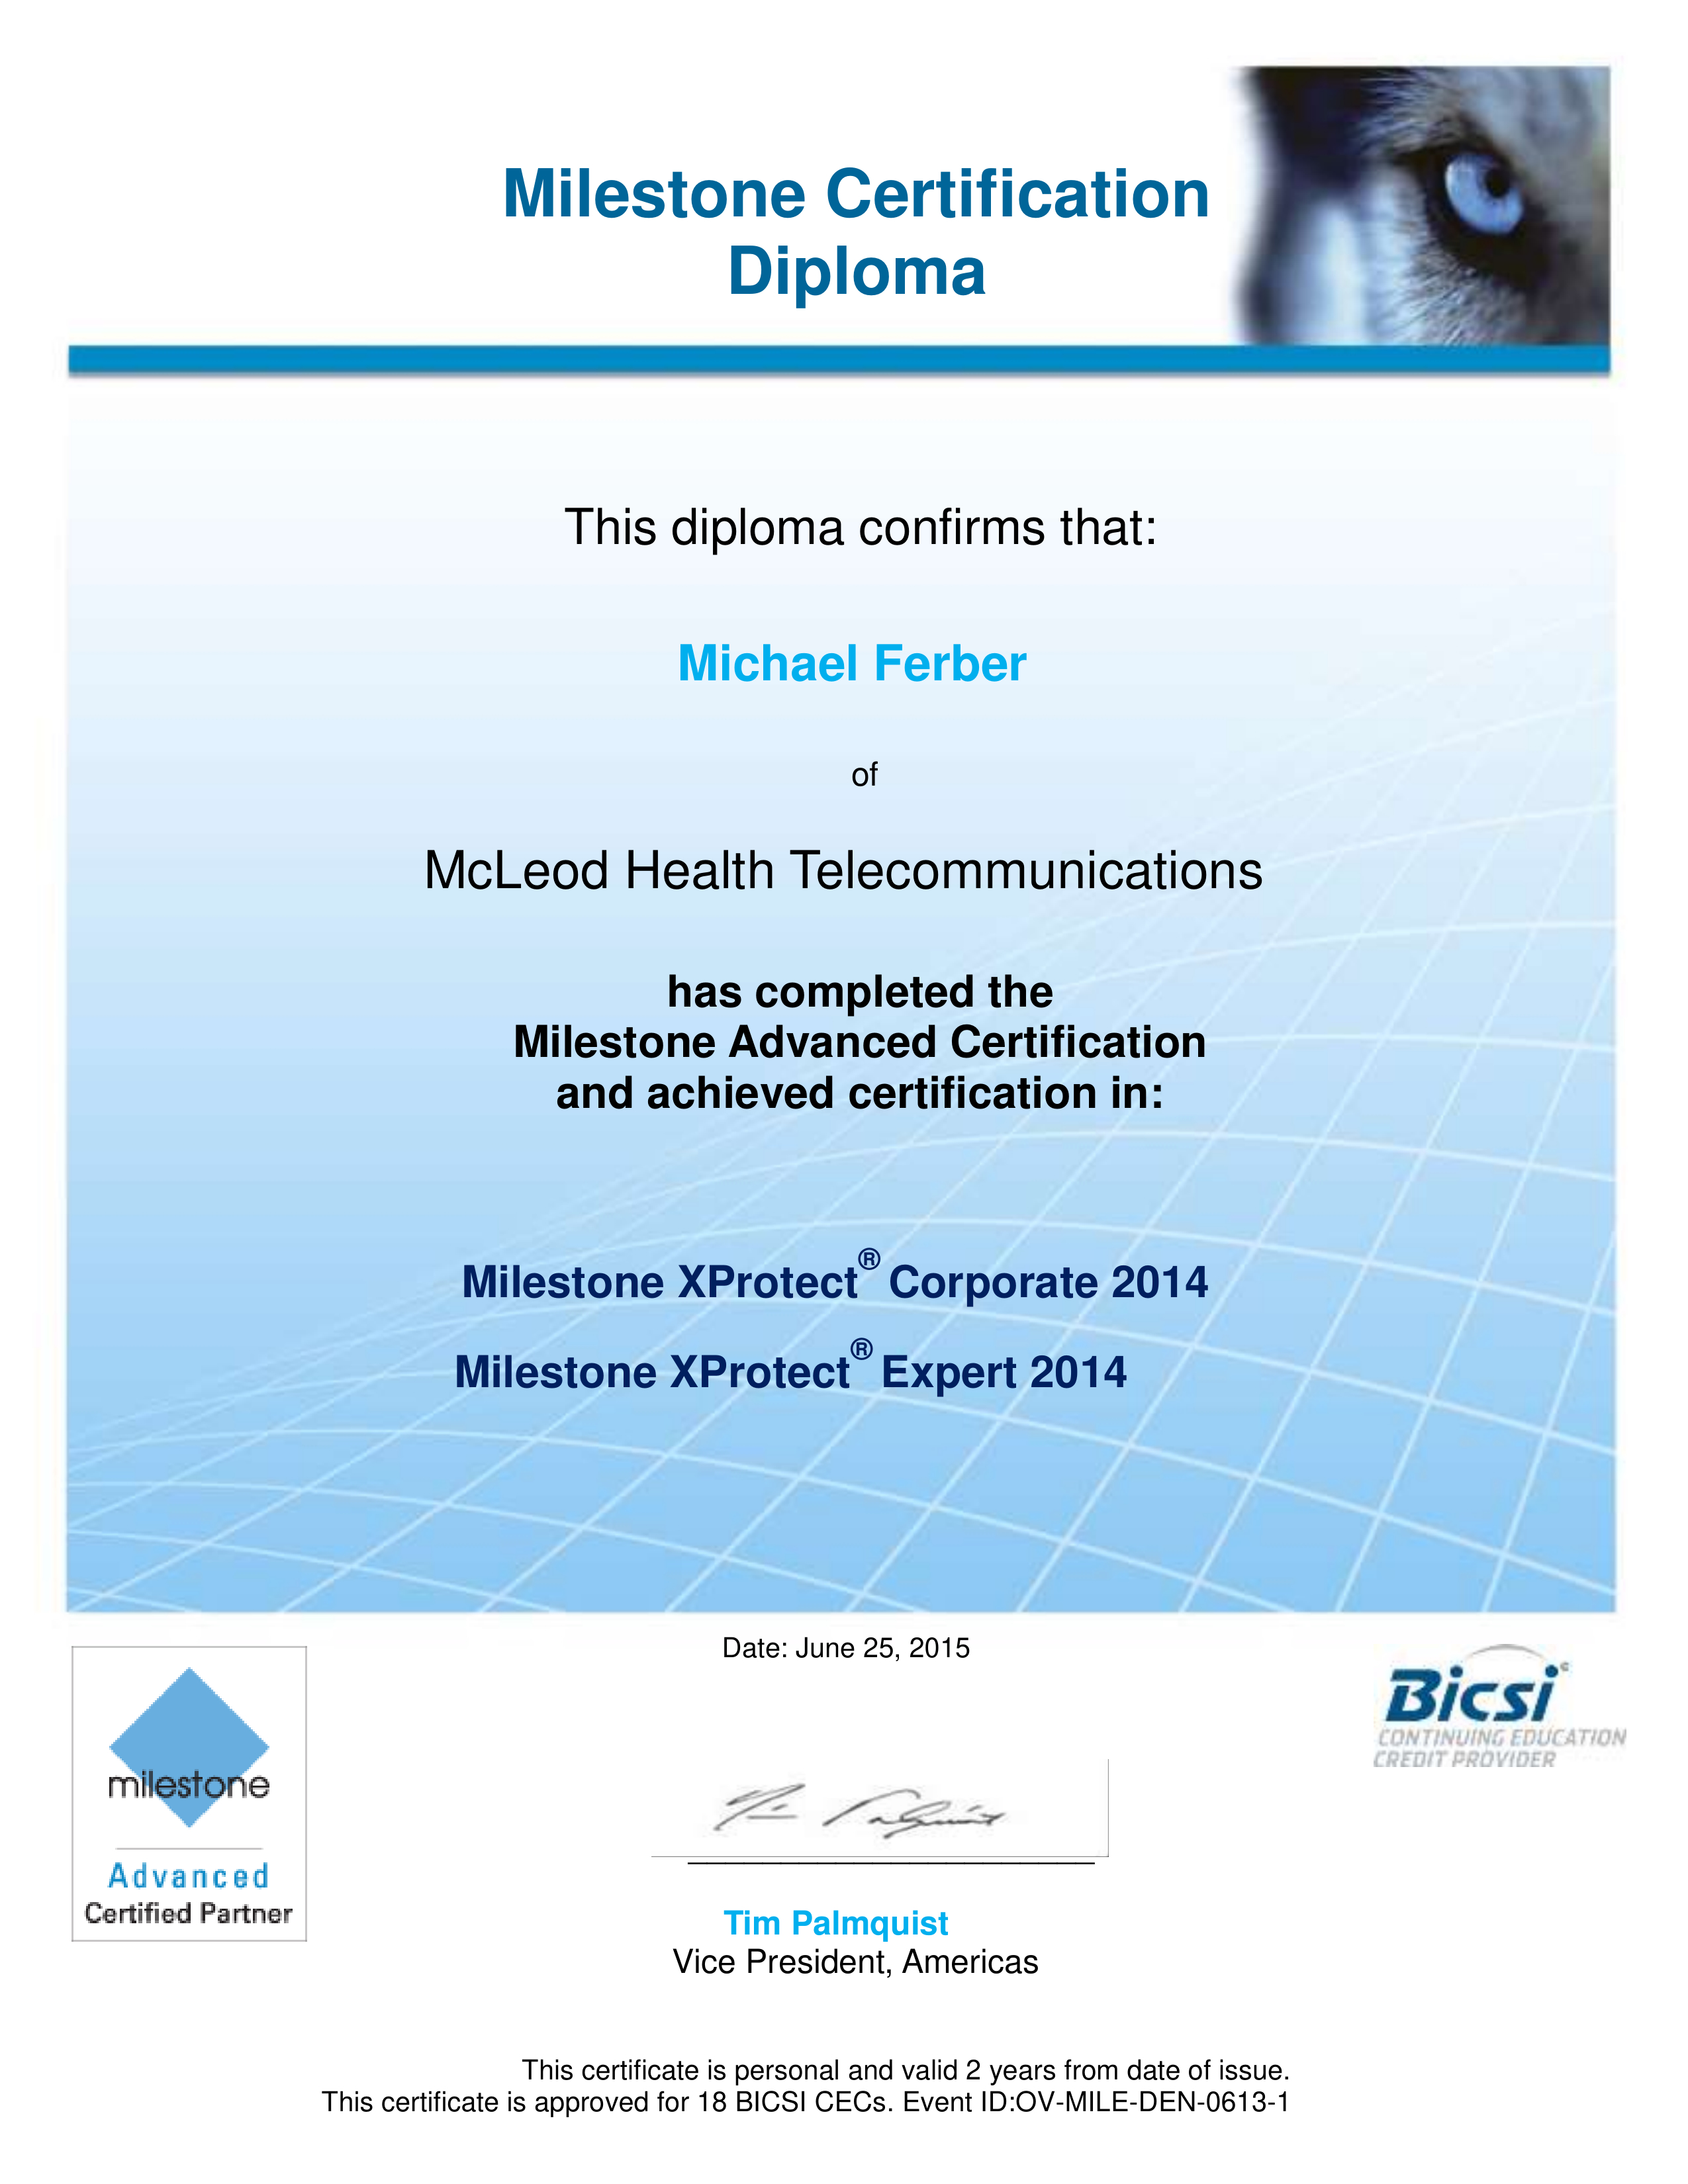 Milestone Certification
Diploma
This diploma confirms that:
Michael Ferber
of
McLeod Health Telecommunications
has completed the
Milestone Advanced Certification
and achieved certification in:
Milestone XProtect® Corporate 2014
Milestone XProtect® Expert 2014
Date: June 25, 2015
milestone
Advanced
Certified Partner
Bicsi©
CONTINUING EDUCATION
CREDIT PROVIDER
Tim Palmquist
Tim Palmquist
Vice President, Americas
This certificate is personal and valid 2 years from date of issue.
This certificate is approved for 18 BICSI CECs. Event ID:OV-MILE-DEN-0613-1